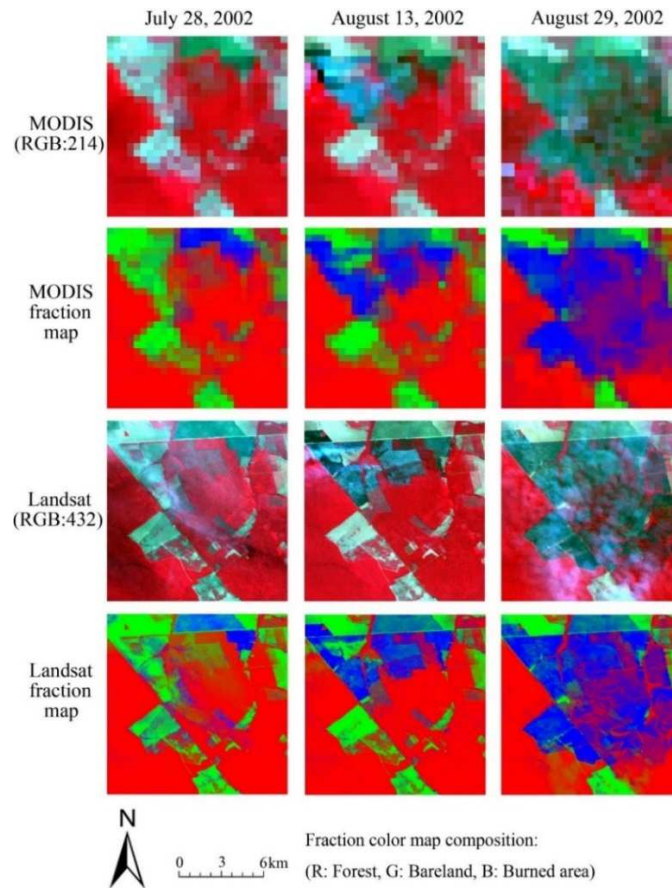 July 28, 2002
August 13, 2002
August 29, 2002
MODIS
(RGB:214)
MODIS
fraction
map
Landsat
(RGB:432)
Landsat
fraction
map
N
0 3 6km
Fraction color map composition:
(R: Forest, G: Bareland, B: Burned area)